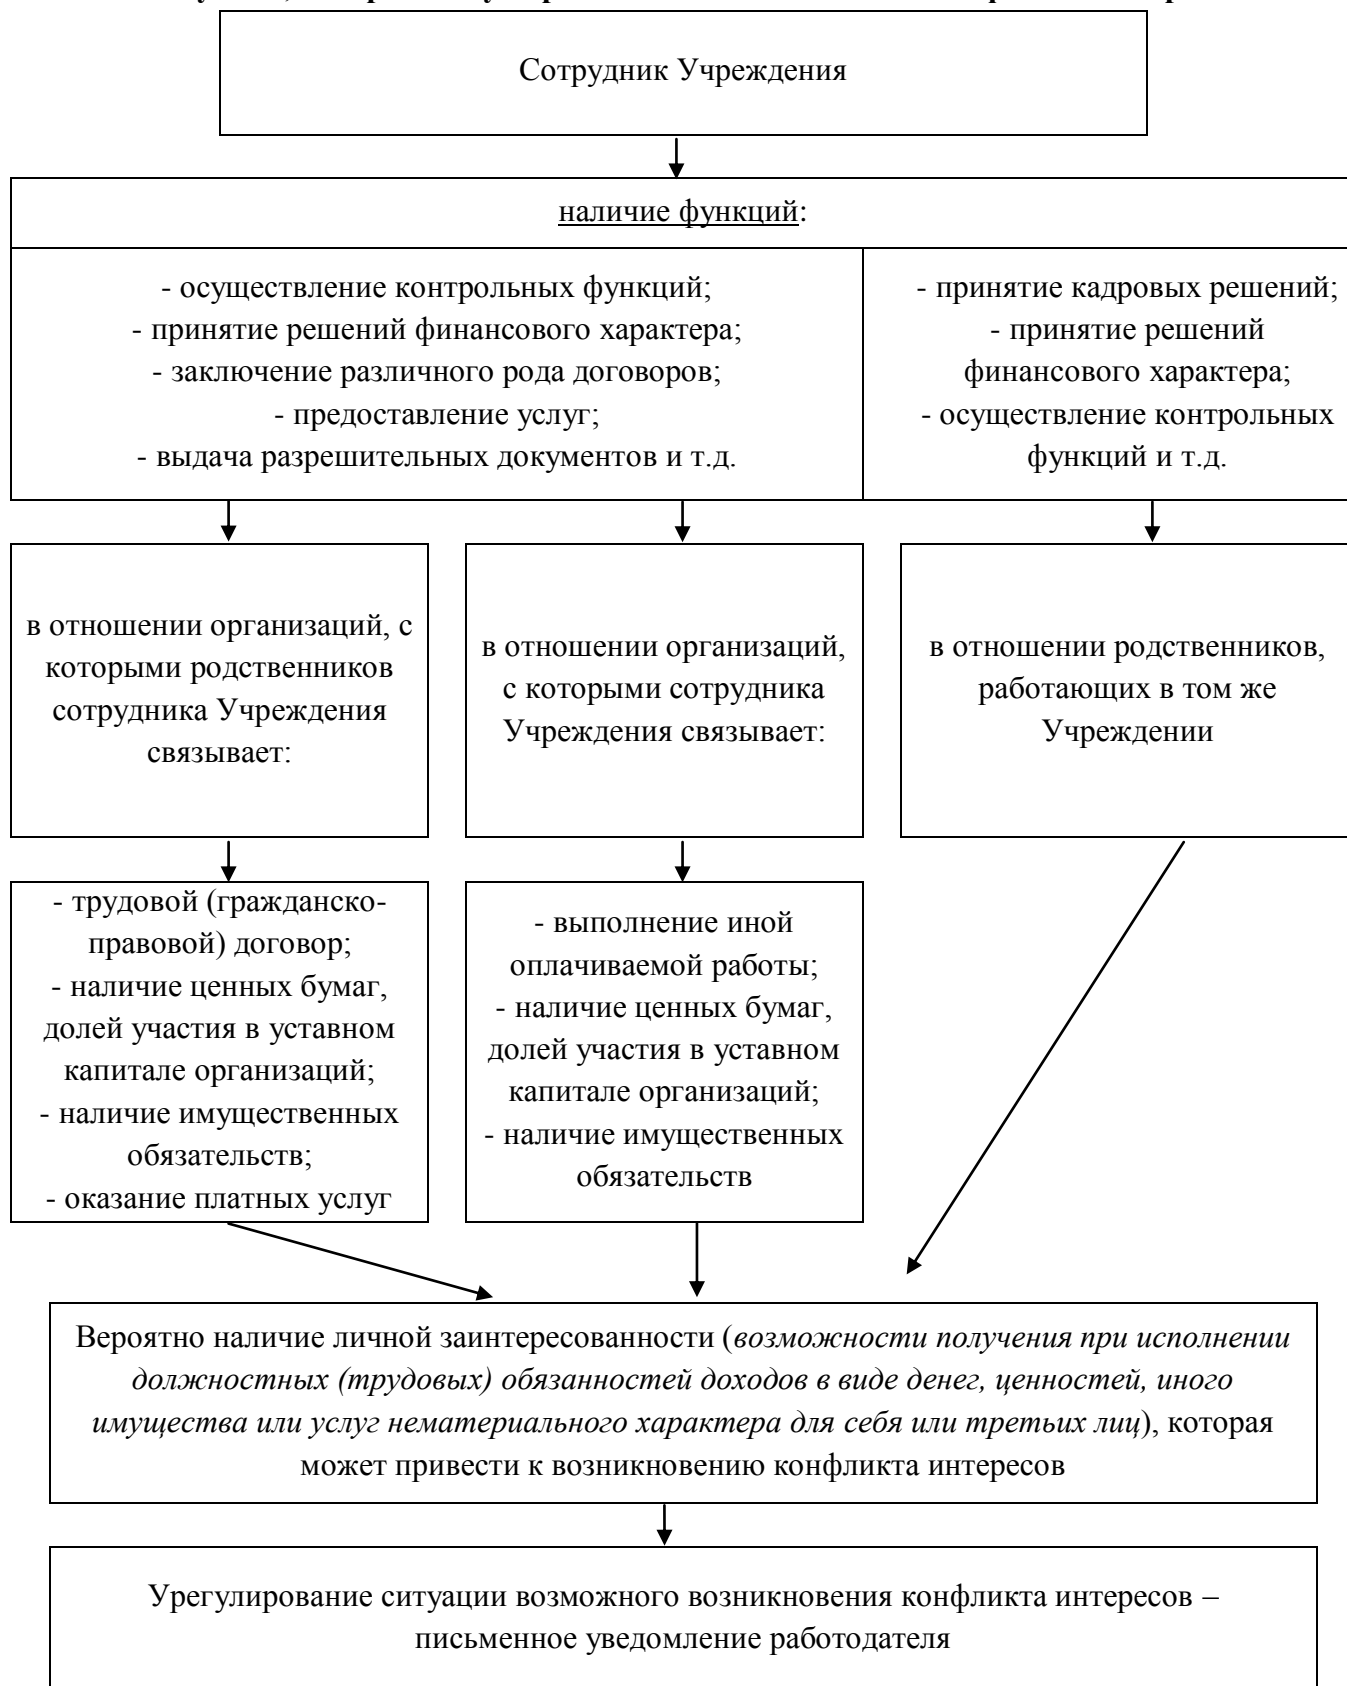 Сотрудник Учреждения
наличие функций:
- осуществление контрольных функций;
- принятие решений финансового характера;
- заключение различного рода договоров;
- предоставление услуг;
- выдача разрешительных документов и т.д.
- принятие кадровых решений;
- принятие решений
финансового характера;
- осуществление контрольных
функций и т.д.
в отношении организаций, с
которыми родственников
сотрудника Учреждения
связывает:
в отношении организаций,
с которыми сотрудника
Учреждения связывает:
в отношении родственников,
работающих в том же
Учреждении
- трудовой (гражданско-
правовой) договор;
- наличие ценных бумаг,
долей участия в уставном
капитале организаций;
- наличие имущественных
обязательств;
- оказание платных услуг
- выполнение иной
оплачиваемой работы;
- наличие ценных бумаг,
долей участия в уставном
капитале организаций;
- наличие имущественных
обязательств
Вероятно наличие личной заинтересованности (возможности получения при исполнении
должностных (трудовых) обязанностей доходов в виде денег, ценностей, иного
имущества или услуг нематериального характера для себя или третьих лиц), которая
может привести к возникновению конфликта интересов
Урегулирование ситуации возможного возникновения конфликта интересов –
письменное уведомление работодателя